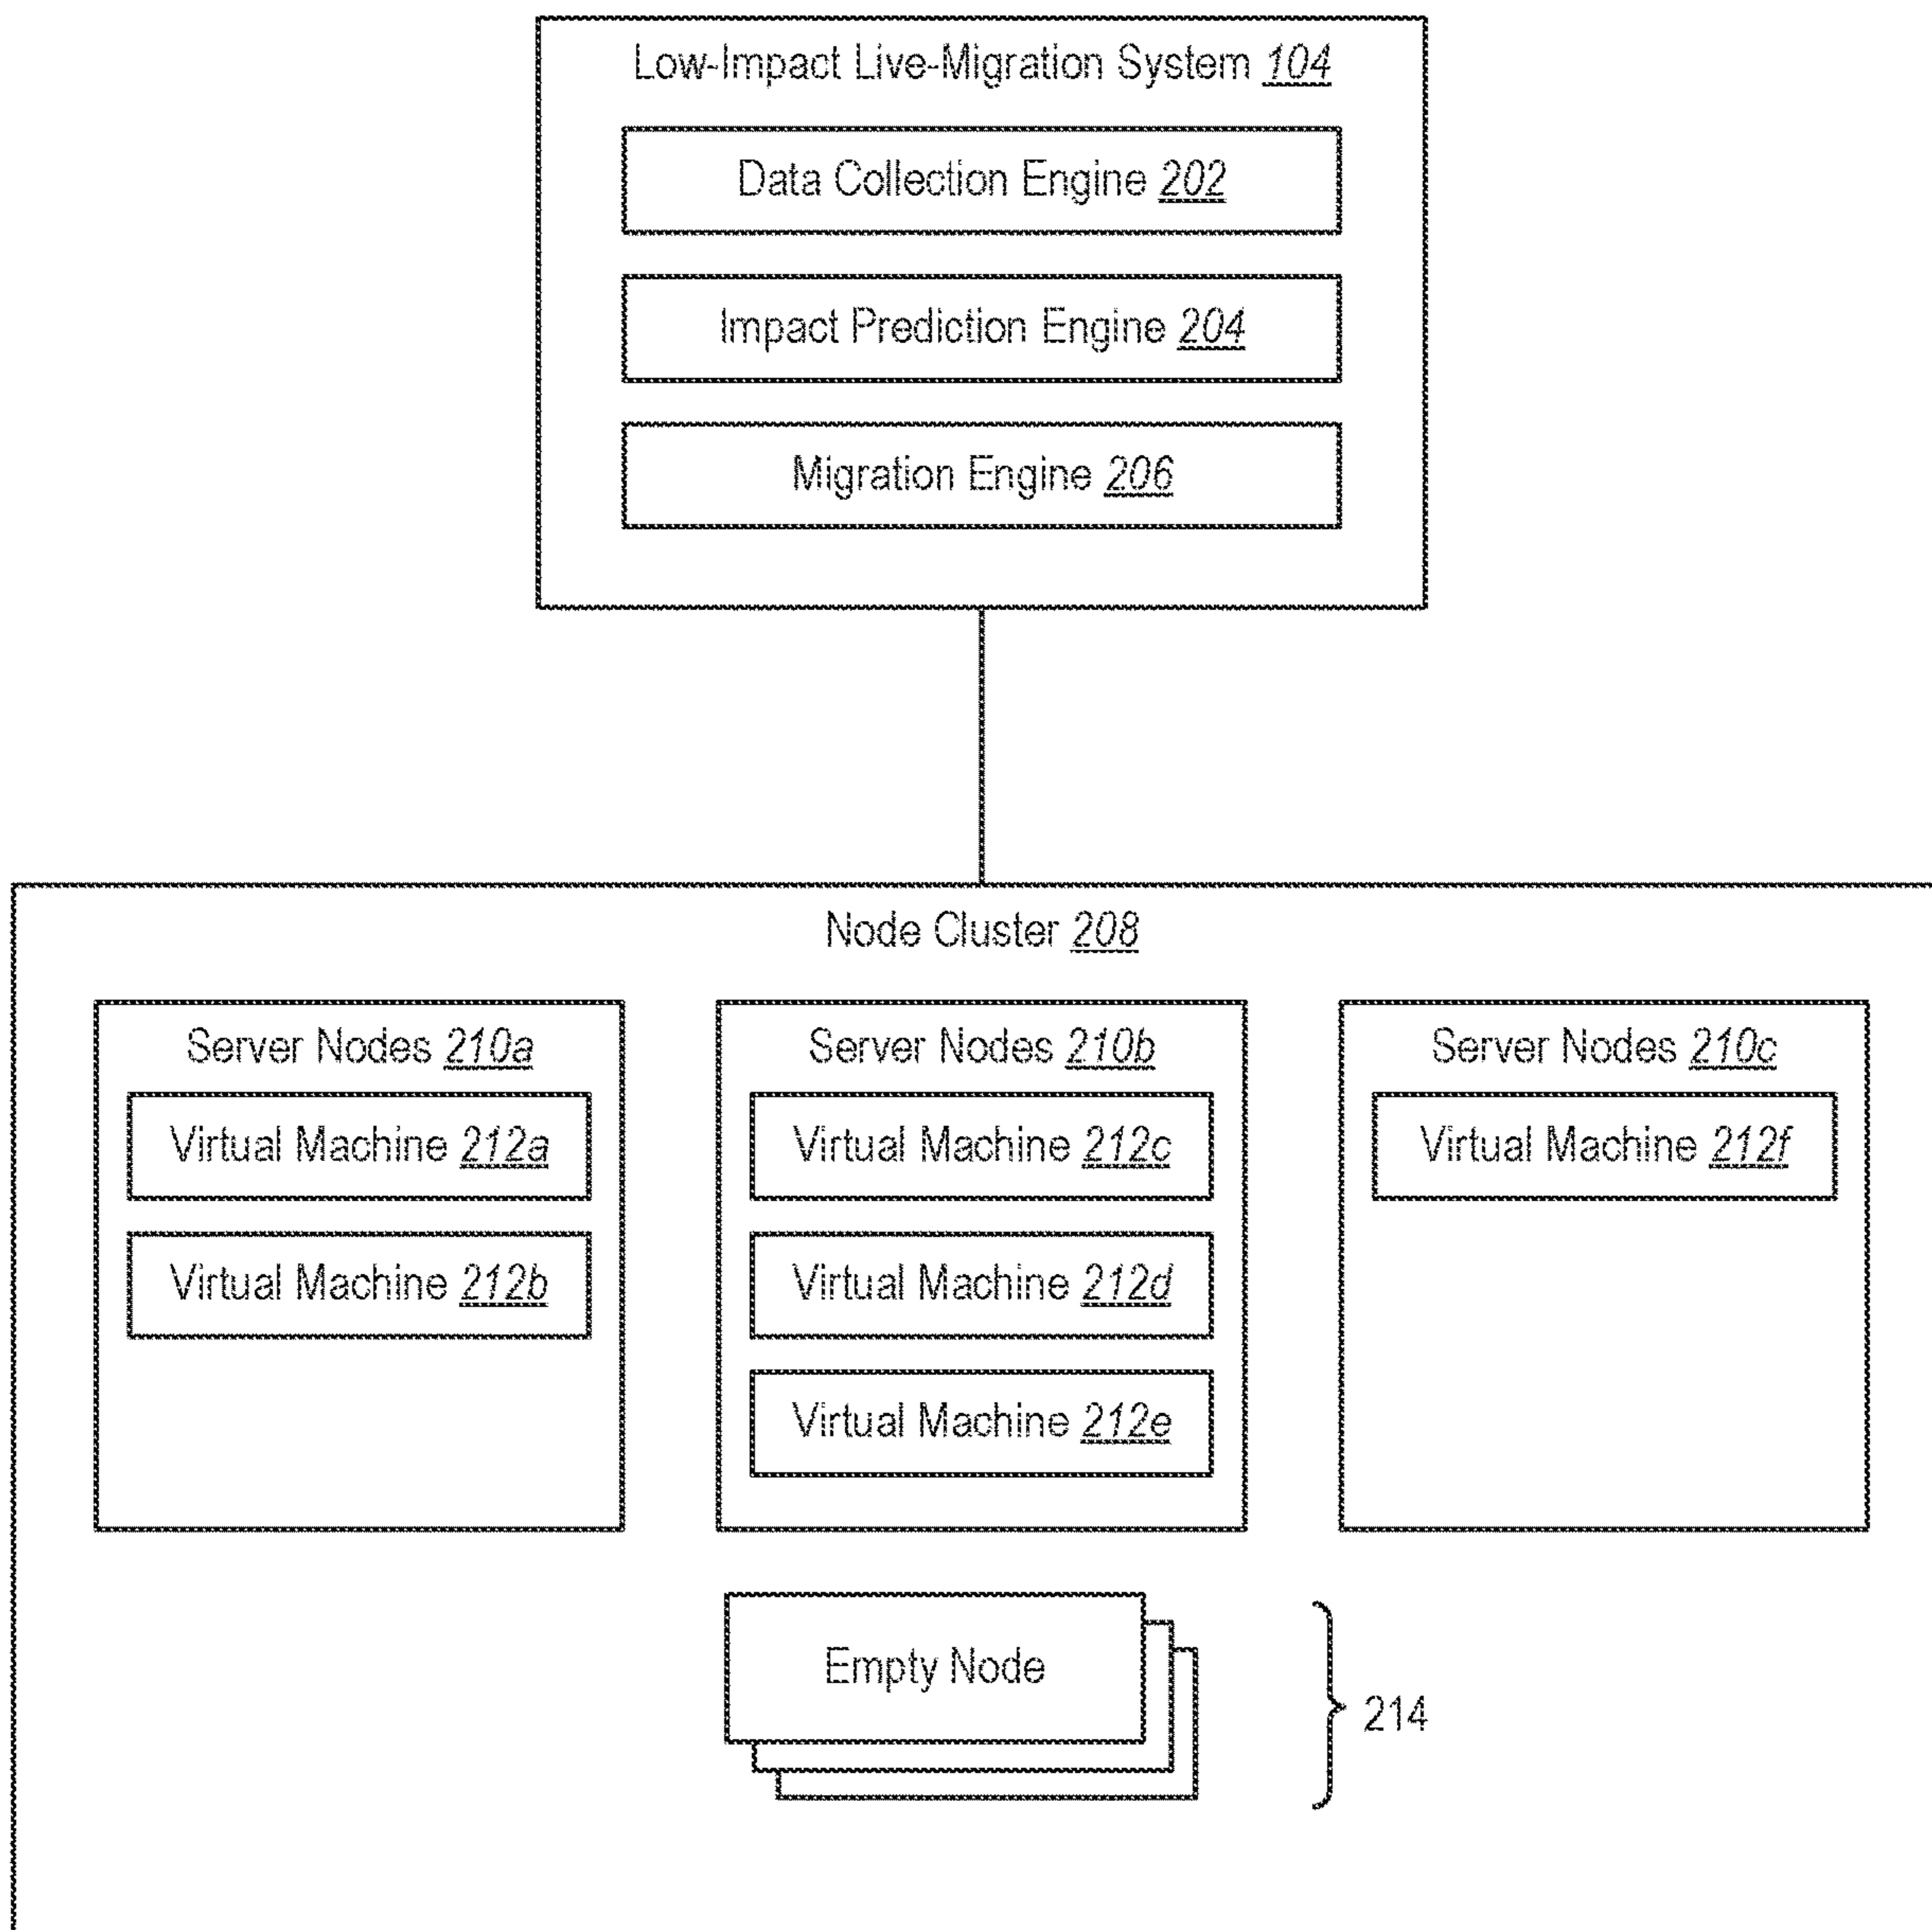 Low-Impact Live-Migration System 104
Data Collection Engine 202
Impact Prediction Engine 204
Migration Engine 206
Node Cluster 208
Server Nodes 210a
Virtual Machine 212a
Virtual Machine 212b
Server Nodes 210b
Virtual Machine 212c
Virtual Machine 212d
Virtual Machine 212e
Server Nodes 210c
Virtual Machine 212f
Empty Node
214